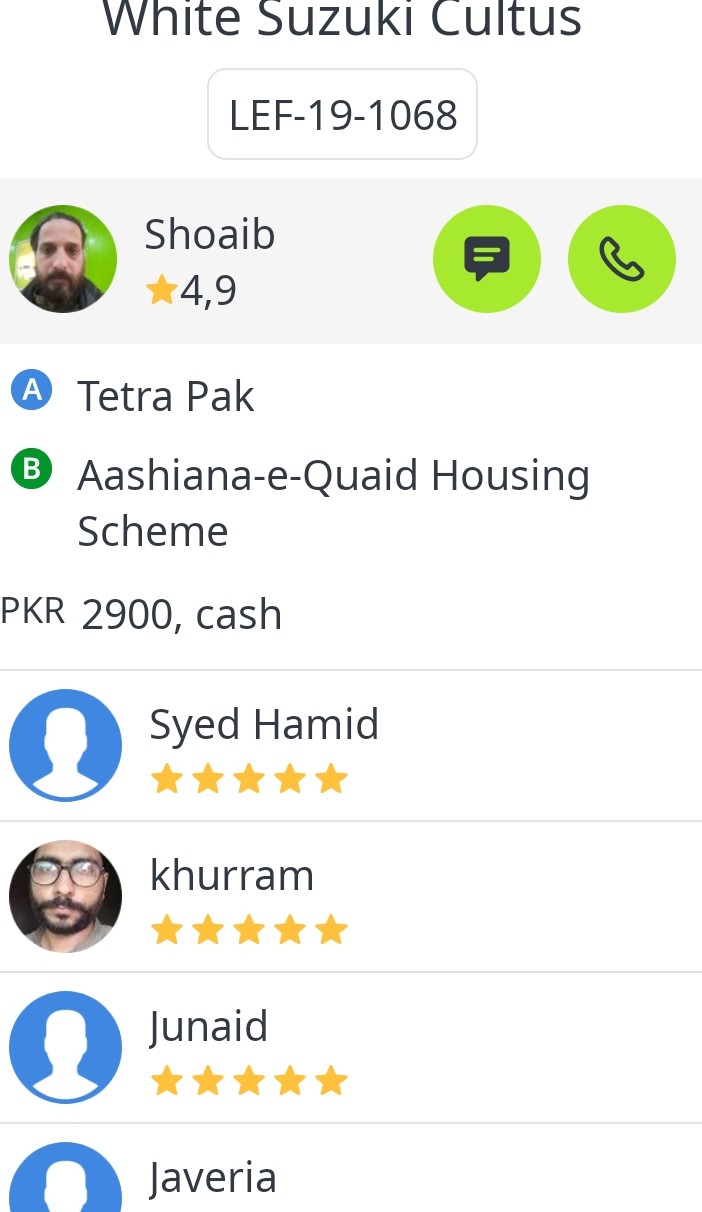 White Suzuki Cultus
LEF-19-1068
Shoaib
4,9
A Tetra Pak
B Aashiana-e-Quaid Housing
Scheme
PKR 2900, cash
Syed Hamid
khurram
Junaid
Javeria